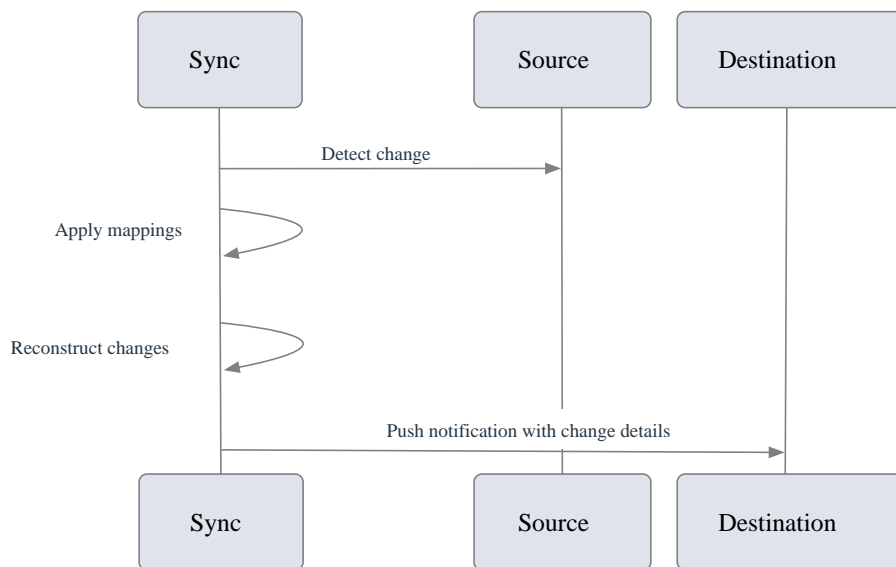 Sync
Source
Destination
Detect change
Apply mappings
Reconstruct changes
Push notification with change details
Sync
Source
Destination